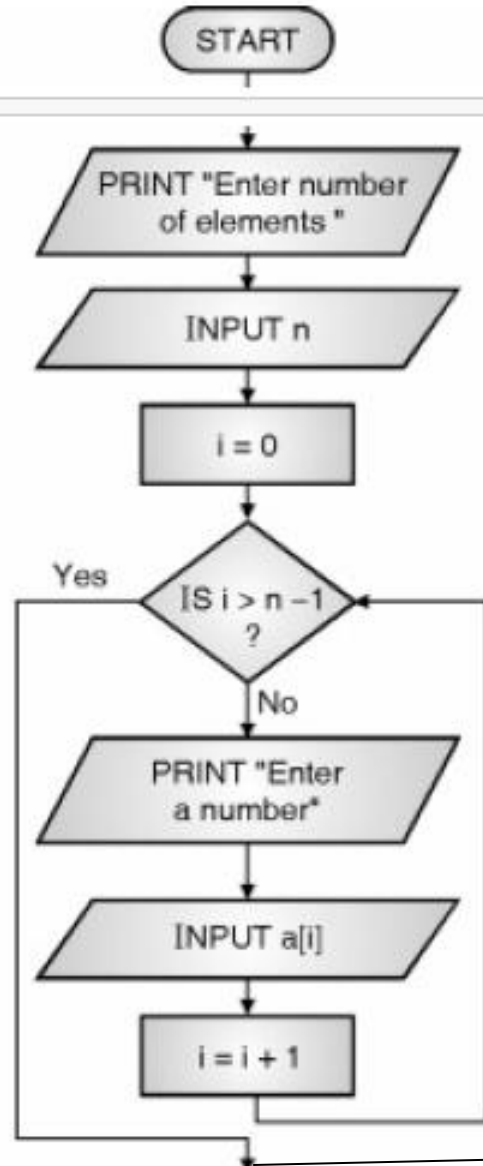 START
PRINT "Enter number
of elements "
INPUT n
i = 0
Yes
IS i > n –1
?
No
PRINT "Enter
a number"
INPUT a[i]
i = i + 1